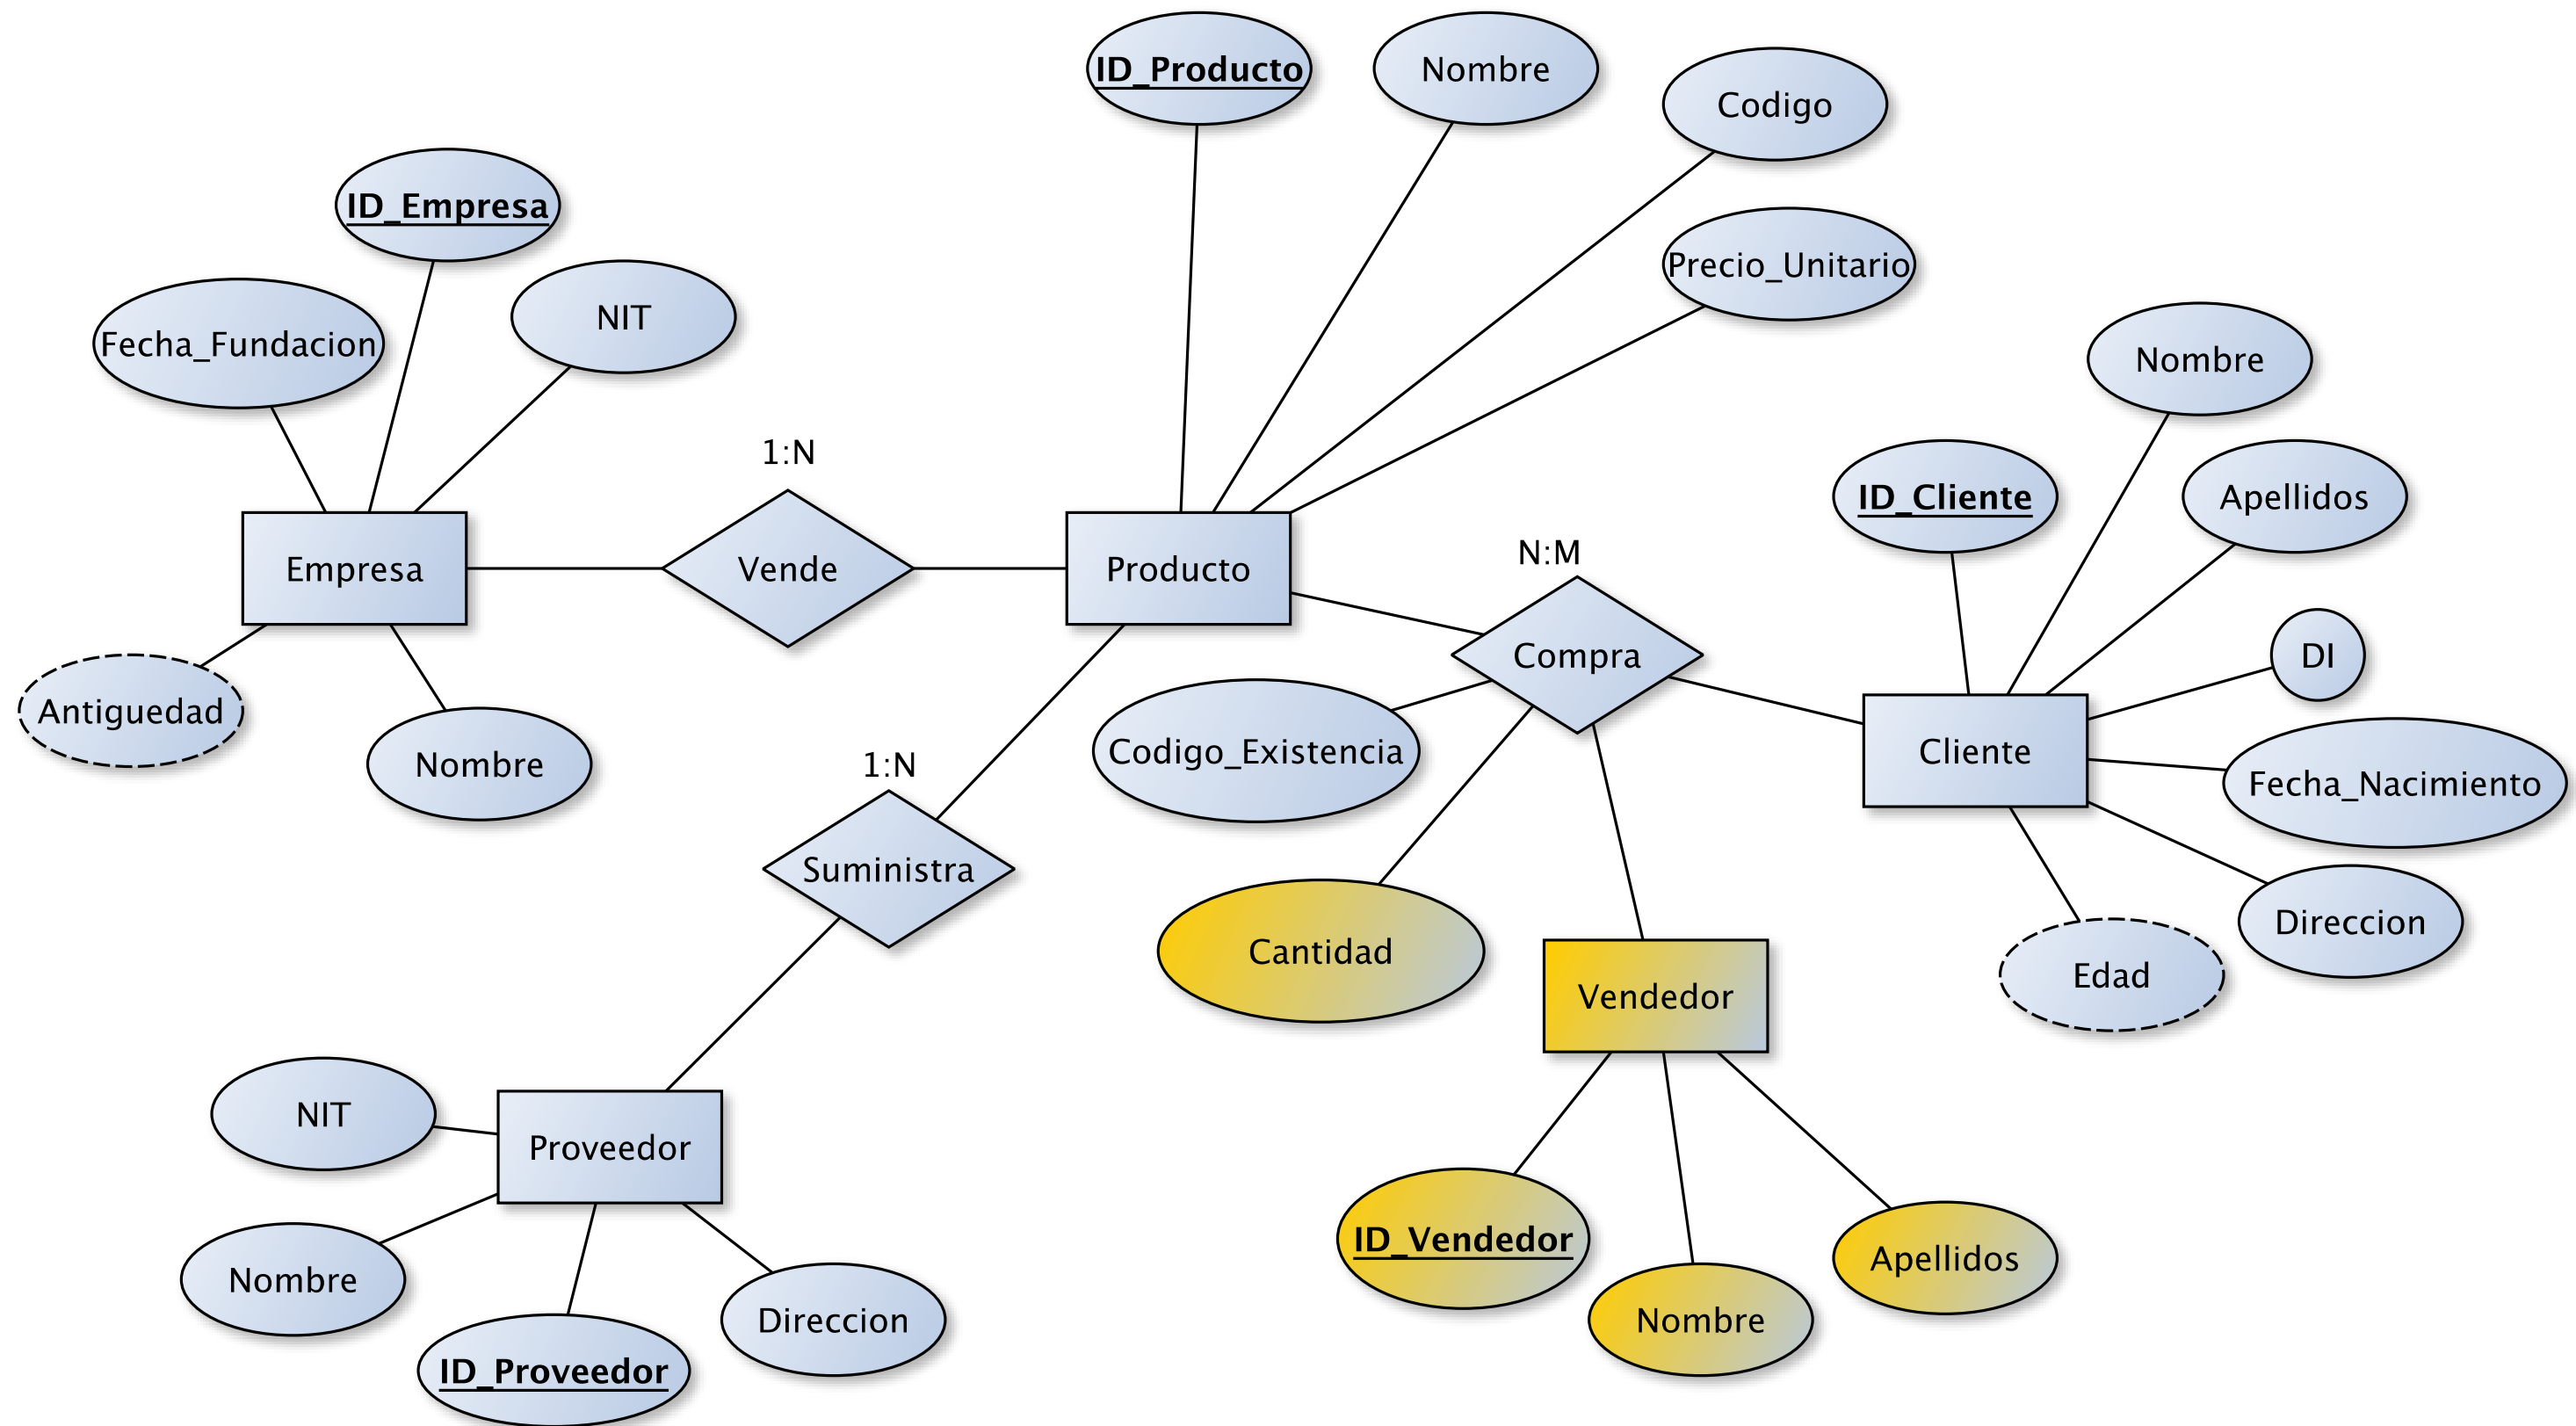 ID_Producto
Nombre
Codigo
ID_Empresa
Precio_Unitario
NIT
Fecha_Fundacion
Nombre
1:N
ID_Cliente
Apellidos
N:M
Empresa
Vende
Producto
Compra
DI
Antiguedad
Codigo_Existencia
Cliente
Nombre
1:N
Fecha_Nacimiento
Suministra
Direccion
Cantidad
Edad
Vendedor
NIT
Proveedor
ID_Vendedor
Apellidos
Nombre
Direccion
Nombre
ID_Proveedor